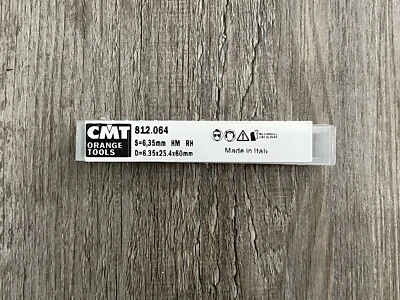 CMT
ORANGE
TOOLS
812.064
S=6,35mm HM RH
D=6.35x25.4x60mm
Made in Italy